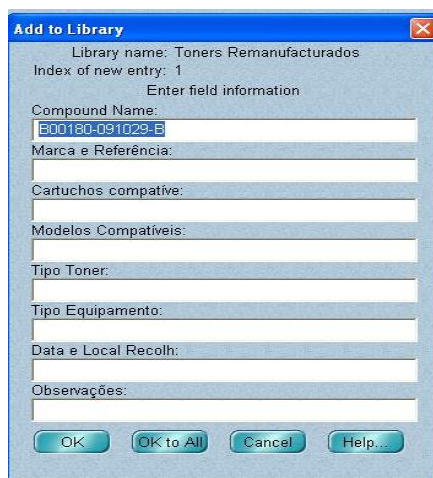 Add to Library
Library name: Toners Remanufacturados
Index of new entry: 1
Enter field information
Compound Name:
B00180-091029-B
Marca e Referência:
Cartuchos compatíve:
Modelos Compatíveis:
Tipo Toner:
Tipo Equipamento:
Data e Local Recolh:
Observações:
OK OK to All Cancel Help...